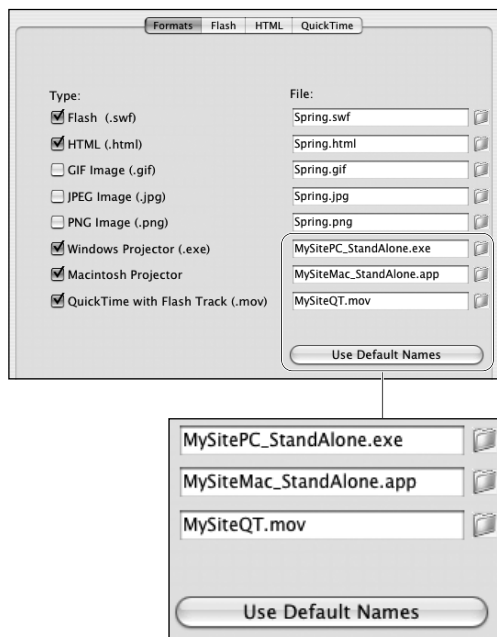 Formats Flash HTML QuickTime
Type: File:
Flash (.swf) Spring.swf
HTML (.html) Spring.html
GIF Image (.gif) Spring.gif
JPEG Image (.jpg) Spring.jpg
PNG Image (.png) Spring.png
Windows Projector (.exe) MySitePC_StandAlone.exe
Macintosh Projector MySiteMac_StandAlone.app
QuickTime with Flash Track (.mov) MySiteQT.mov
Use Default Names
MySitePC_StandAlone.exe
MySiteMac_StandAlone.app
MySiteQT.mov
Use Default Names